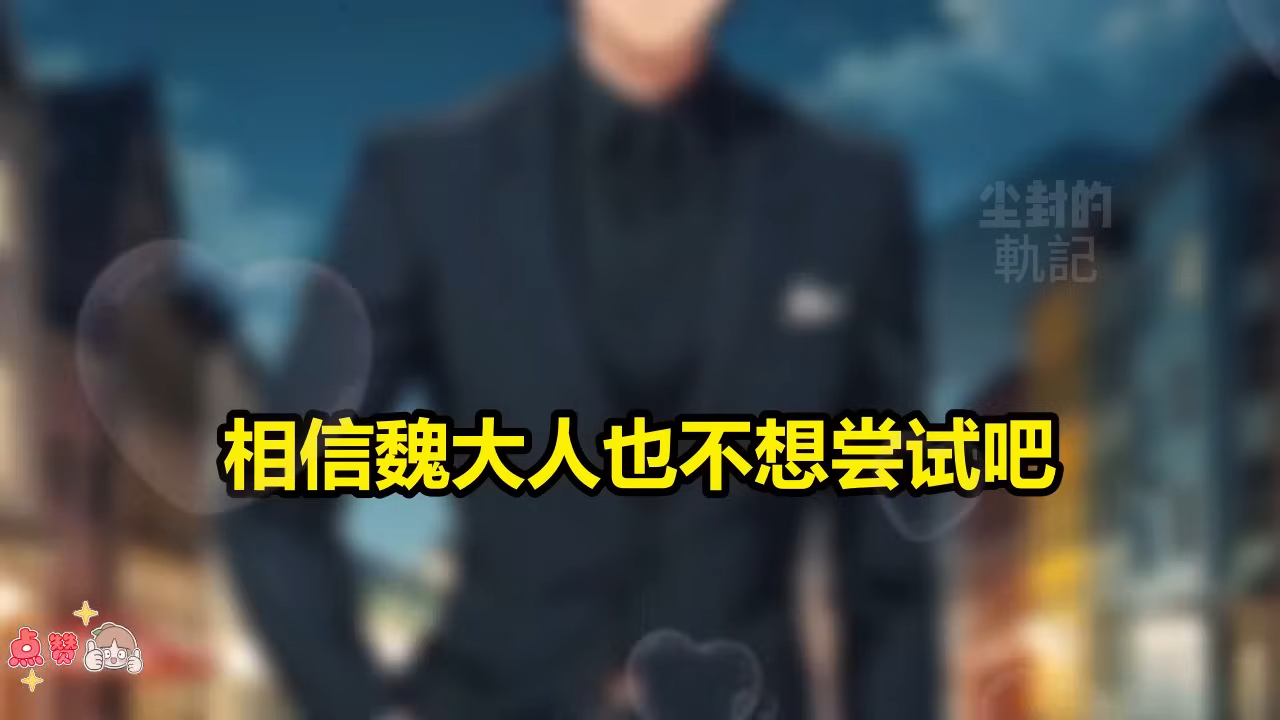 尘封的
軌記
相信魏大人也不想尝试吧
点赞